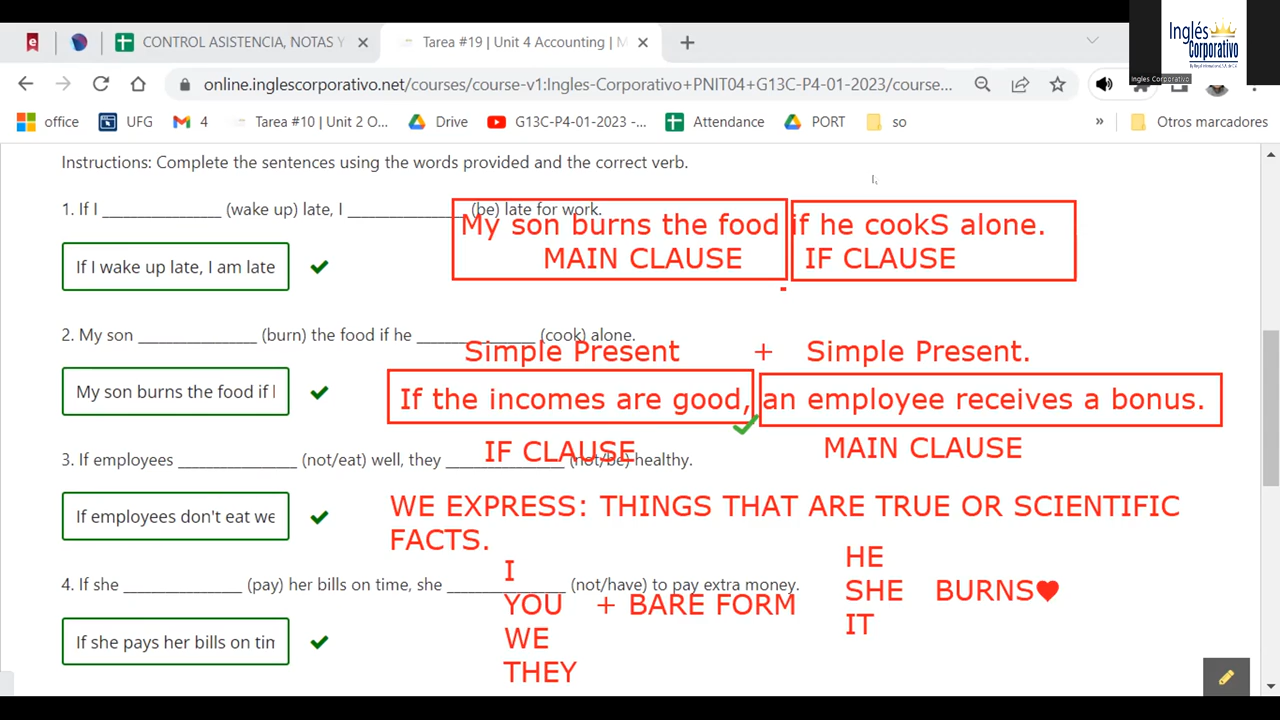 Inglés
Corporativo
Ingles Corporativo
CONTROL ASISTENCIA, NOTAS Y
Tarea #19 | Unit 4 Accounting | M
online.inglescorporativo.net/courses/course-v1:Ingles-Corporativo+PNIT04+G13C-P4-01-2023/course...
office UFG 4 Tarea #10 | Unit 2 O... Drive G13C-P4-01-2023 -... Attendance PORT so » Otros marcadores
Instructions: Complete the sentences using the words provided and the correct verb.
1. If I ______________ (wake up) late, I ______________ (be) late for work.
My son burns the food if he cookS alone.
MAIN CLAUSE IF CLAUSE
If I wake up late, I am late
2. My son ______________ (burn) the food if he ______________ (cook) alone.
Simple Present + Simple Present.
My son burns the food if h
If the incomes are good, an employee receives a bonus.
IF CLAUSE MAIN CLAUSE
3. If employees ______________ (not/eat) well, they ______________ (not/be) healthy.
If employees don't eat we
WE EXPRESS: THINGS THAT ARE TRUE OR SCIENTIFIC
FACTS.
4. If she ______________ (pay) her bills on time, she ______________ (not/have) to pay extra money.
If she pays her bills on tim
I
YOU + BARE FORM
WE
THEY
HE
SHE BURNS
IT